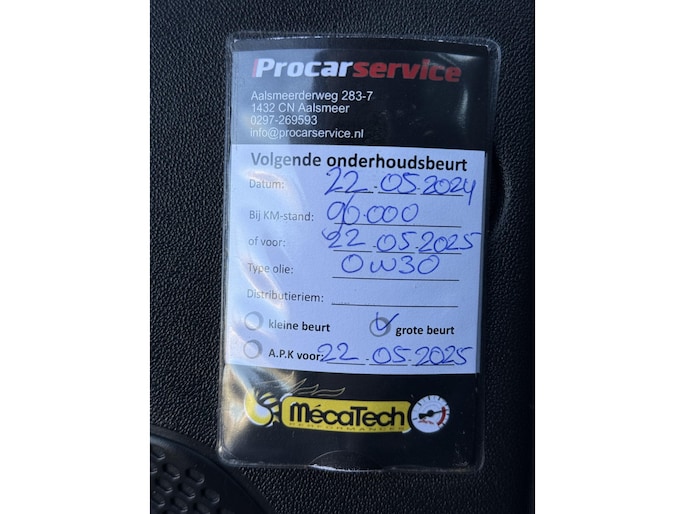 Procarservice
Aalsmeerderweg 283-7
1432 CN Aalsmeer
0297-269593
info@procarservice.nl
Volgende onderhoudsbeurt
Datum: 22.05.2024
Bij KM-stand: 90.000
of voor: 22.05.2025
Type olie: 0W30
Distributieriem:
kleine beurt grote beurt
A.P.K voor: 22.05.2025
MécaTech
PERFORMANCES